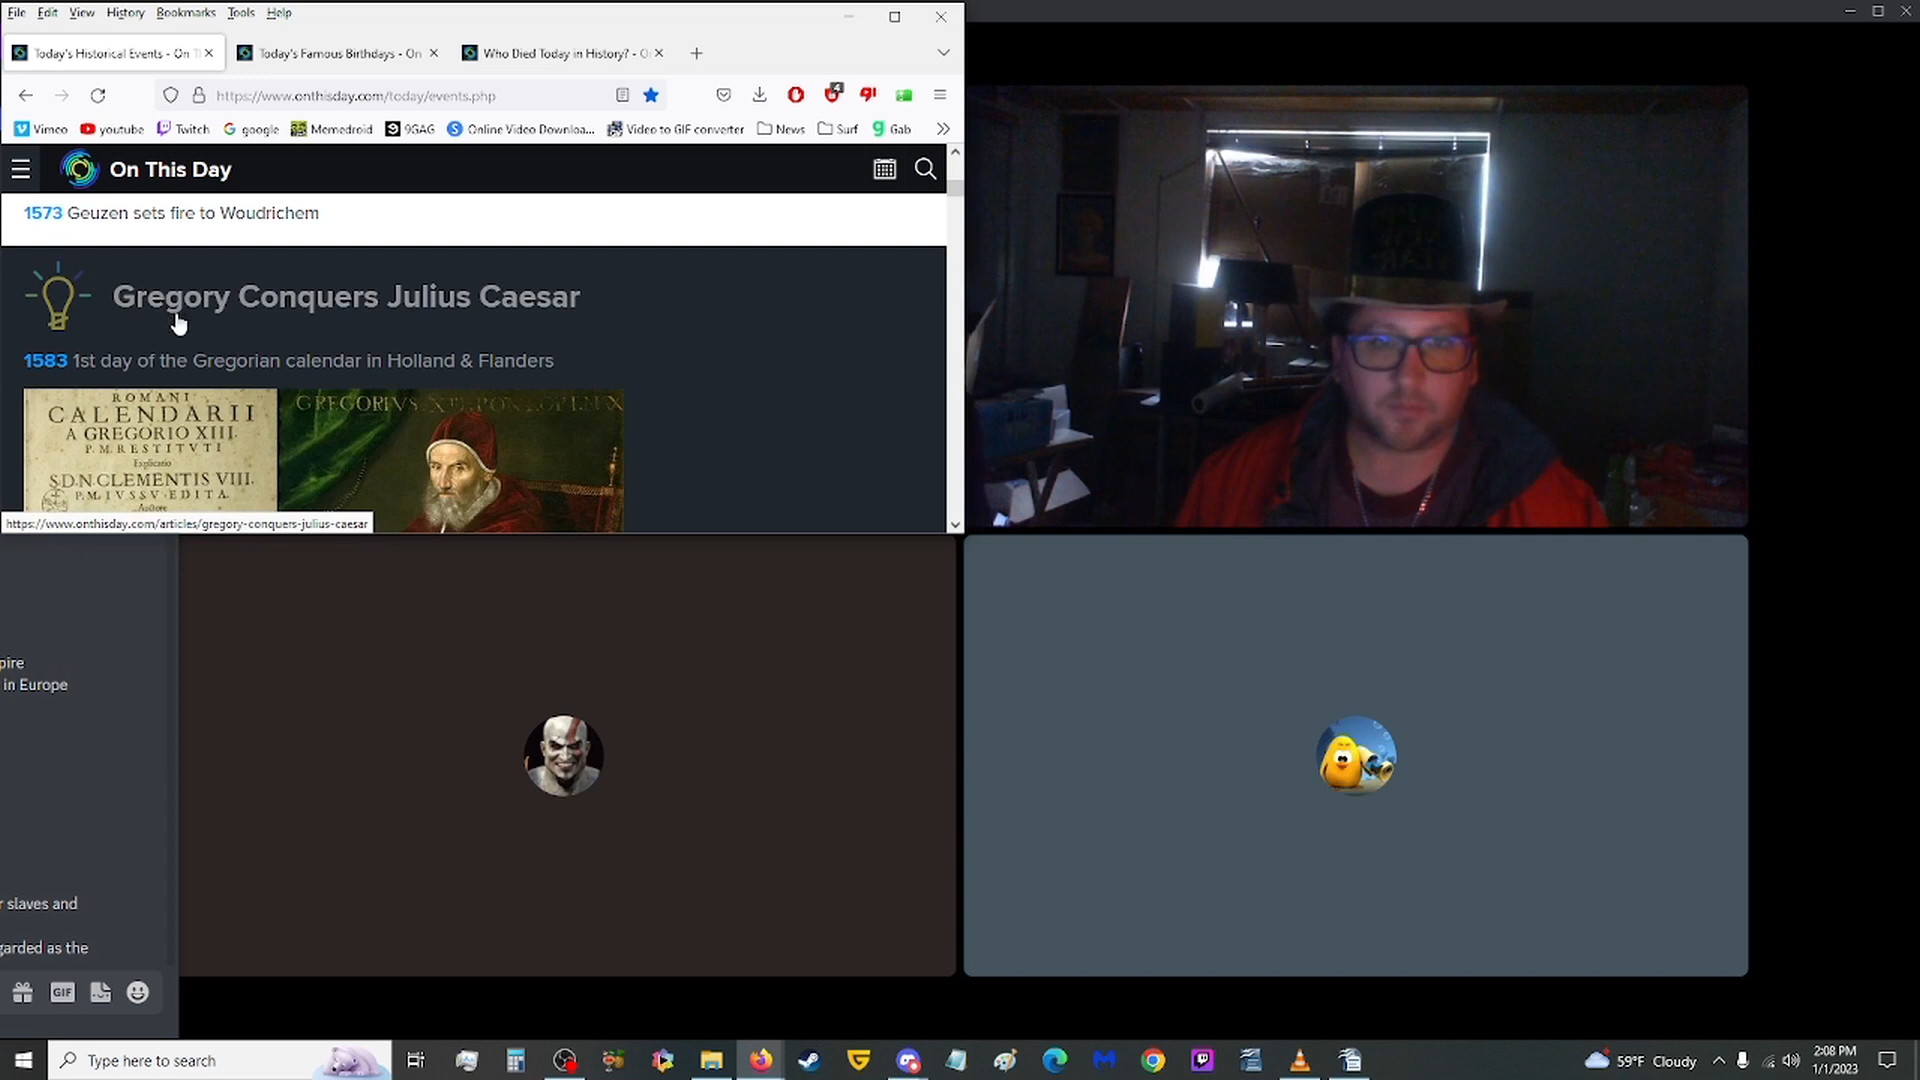 File Edit View History Bookmarks Tools Help
Today's Historical Events - On T
Today's Famous Birthdays - On
Who Died Today in History? - O
https://www.onthisday.com/today/events.php
4
Vimeo youtube Twitch google Memedroid 9GAG Online Video Downloa... Video to GIF converter News Surf Gab
On This Day
1573 Geuzen sets fire to Woudrichem
Gregory Conquers Julius Caesar
1583 1st day of the Gregorian calendar in Holland & Flanders
ROMANI
CALENDARII
A GREGORIO XIII.
P. M. RESTITVTI
Explicatio
S.D.N. CLEMENTIS VIII.
P. M. IVSSV EDITA.
Auctore
https://www.onthisday.com/articles/gregory-conquers-julius-caesar
pire
in Europe
slaves and
garded as the
GIF
Type here to search
59°F Cloudy
2:08 PM
1/1/2023